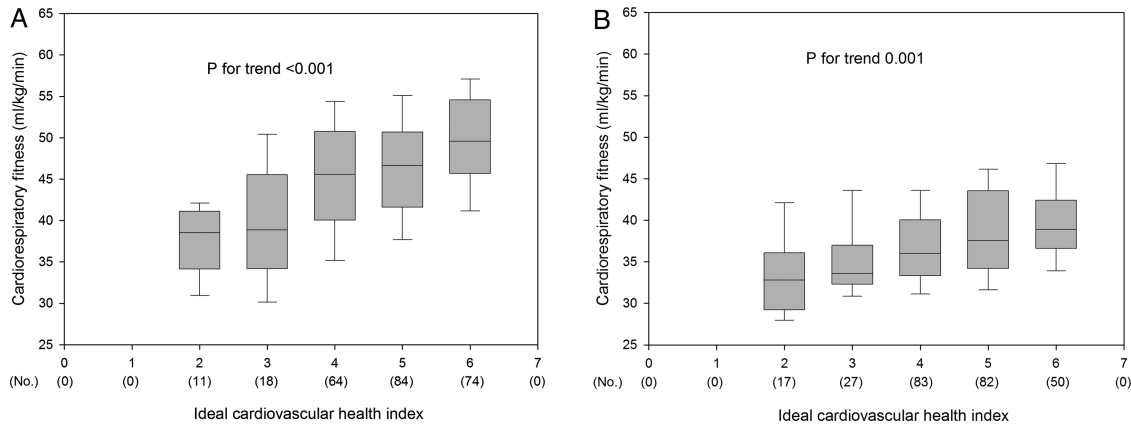 A
P for trend <0.001
Cardiorespiratory fitness (ml/kg/min)
65
60
55
50
45
40
35
30
25
0 1 2 3 4 5 6 7
(No.) (0) (0) (11) (18) (64) (84) (74) (0)
Ideal cardiovascular health index
B
P for trend 0.001
Cardiorespiratory fitness (ml/kg/min)
65
60
55
50
45
40
35
30
25
0 1 2 3 4 5 6 7
(No.) (0) (0) (17) (27) (83) (82) (50) (0)
Ideal cardiovascular health index